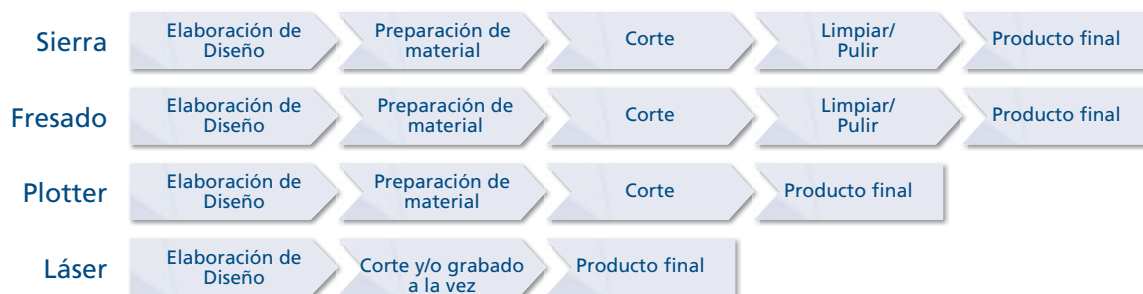 Sierra
Elaboración de
Diseño
Preparación de
material
Corte
Limpiar/
Pulir
Producto final
Fresado
Elaboración de
Diseño
Preparación de
material
Corte
Limpiar/
Pulir
Producto final
Plotter
Elaboración de
Diseño
Preparación de
material
Corte
Producto final
Láser
Elaboración de
Diseño
Corte y/o grabado
a la vez
Producto final